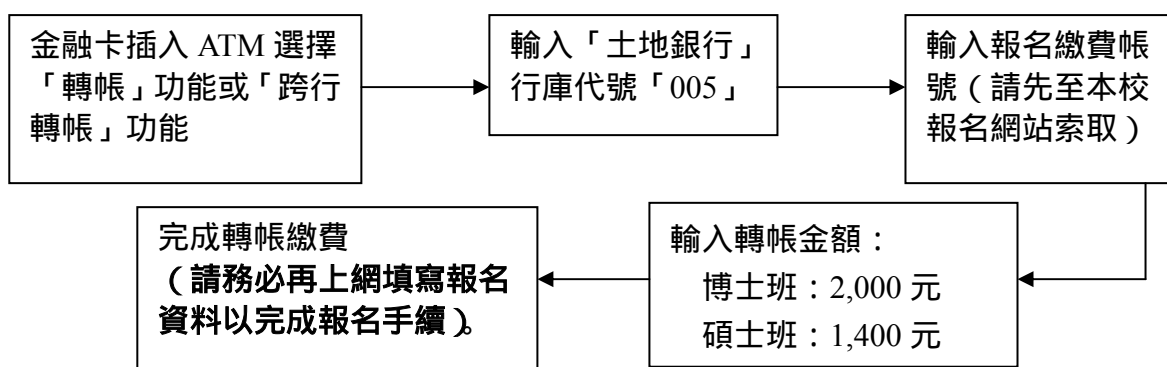 金融卡插入 ATM 選擇
「轉帳」功能或「跨行
轉帳」功能
輸入「土地銀行」
行庫代號「005」
輸入報名繳費帳
號（請先至本校
報名網站索取）
輸入轉帳金額：
博士班：2,000 元
碩士班：1,400 元
完成轉帳繳費
（請務必再上網填寫報名
資料以完成報名手續）。